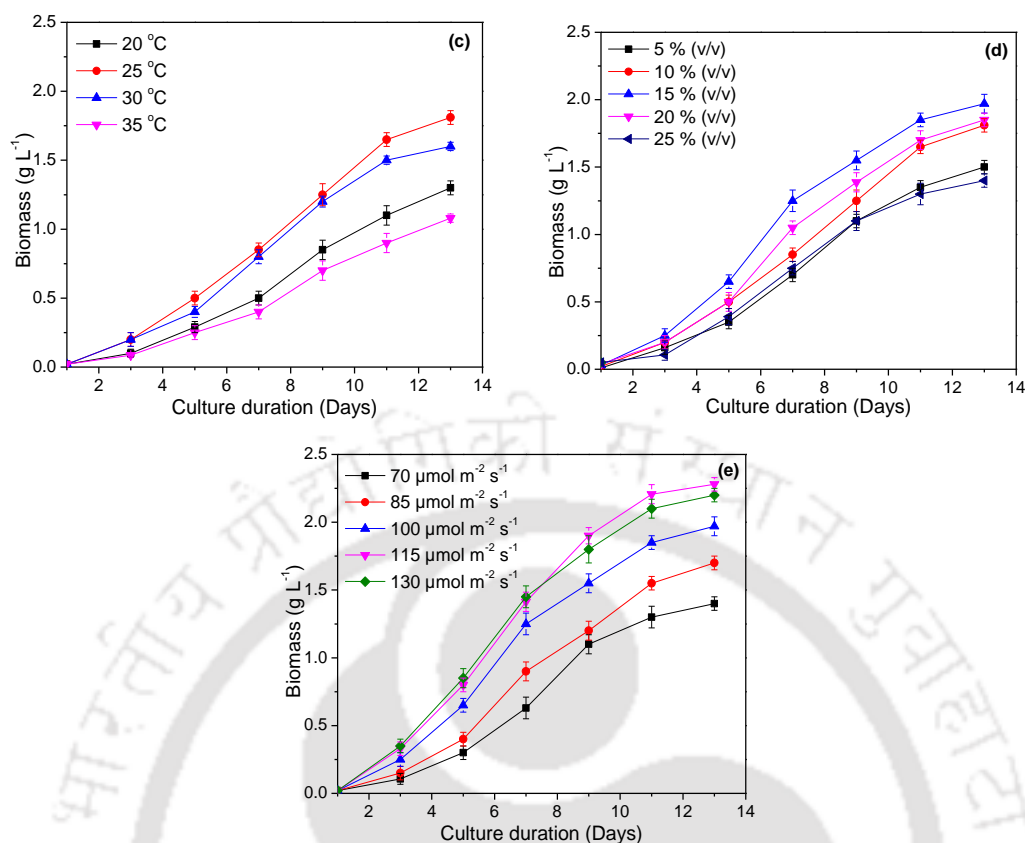 (c)
20 °C
25 °C
30 °C
35 °C
Biomass (g L⁻¹)
0.0 0.5 1.0 1.5 2.0 2.5
2 4 6 8 10 12 14
Culture duration (Days)
(d)
5 % (v/v)
10 % (v/v)
15 % (v/v)
20 % (v/v)
25 % (v/v)
Biomass (g L⁻¹)
0.0 0.5 1.0 1.5 2.0 2.5
2 4 6 8 10 12 14
Culture duration (Days)
(e)
70 µmol m⁻² s⁻¹
85 µmol m⁻² s⁻¹
100 µmol m⁻² s⁻¹
115 µmol m⁻² s⁻¹
130 µmol m⁻² s⁻¹
Biomass (g L⁻¹)
0.0 0.5 1.0 1.5 2.0 2.5
2 4 6 8 10 12 14
Culture duration (Days)
भारतीय प्रौद्योगिकी संस्थान गुवाहाटी